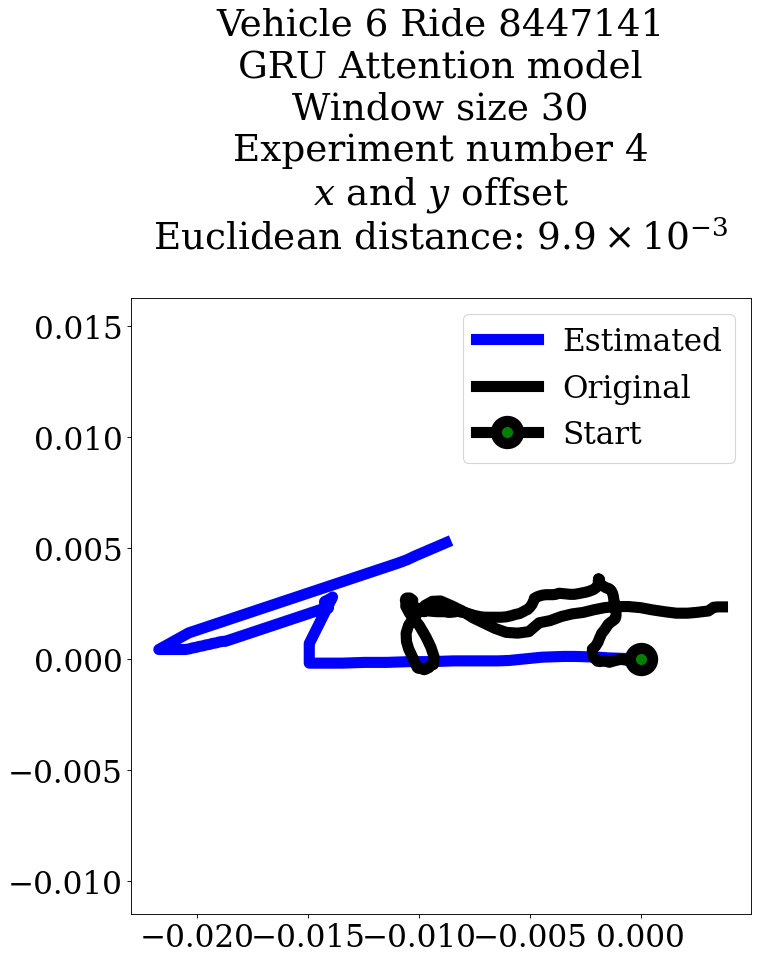 Vehicle 6 Ride 8447141
GRU Attention model
Window size 30
Experiment number 4
x and y offset
Euclidean distance: 9.9 × 10⁻³
Estimated
Original
Start
0.015
0.010
0.005
0.000
−0.005
−0.010
−0.020 −0.015 −0.010 −0.005 0.000